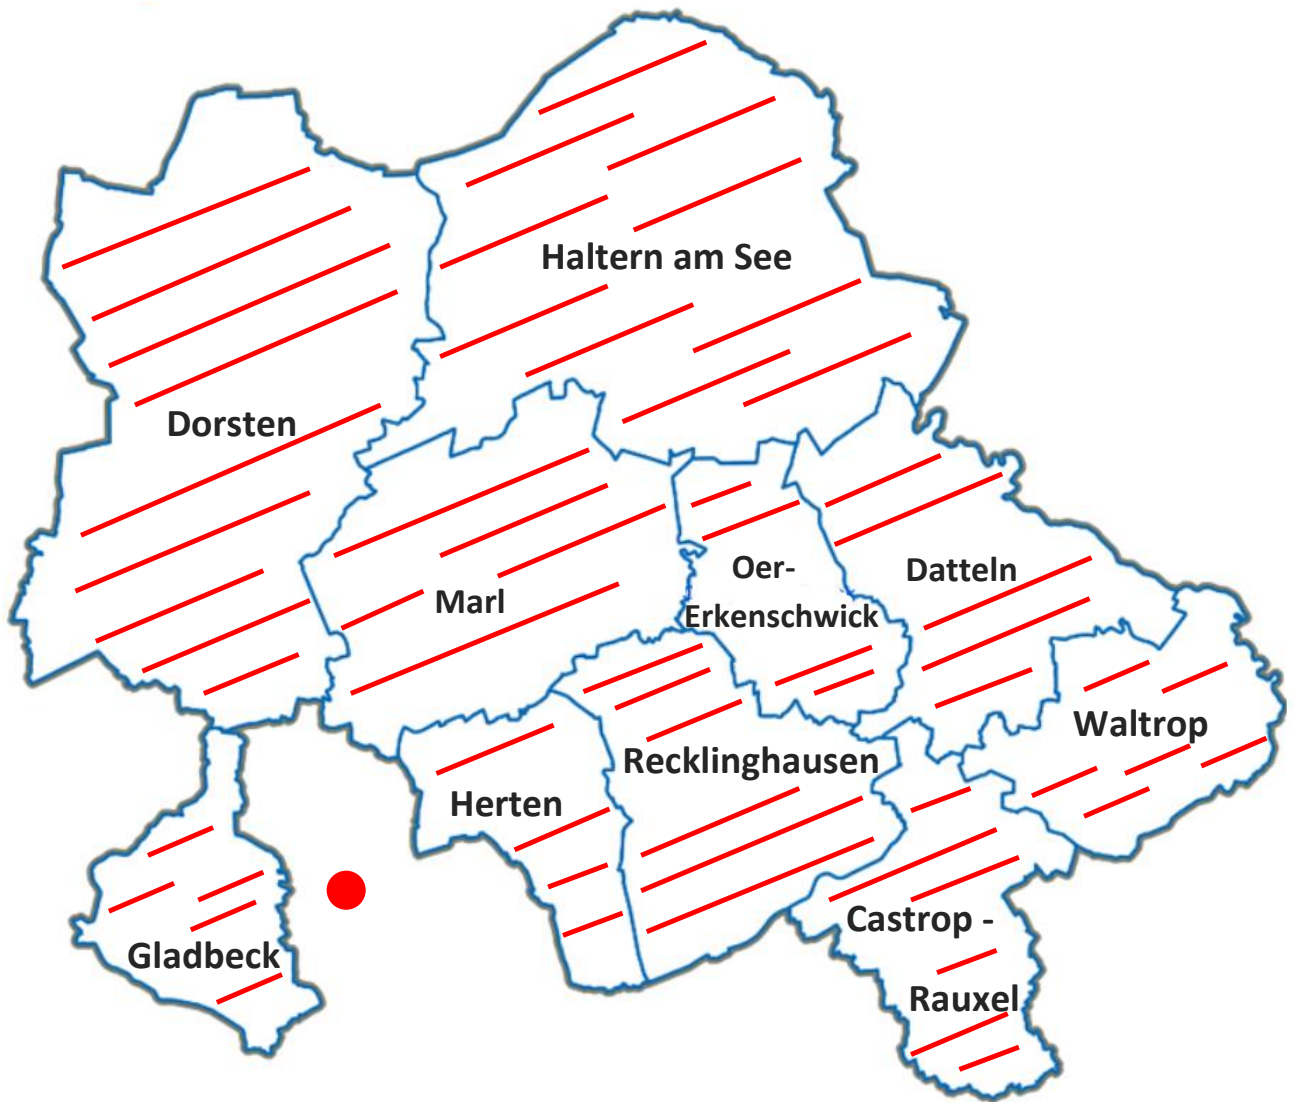 Haltern am See
Dorsten
Marl
Oer-
Erkenschwick
Datteln
Waltrop
Recklinghausen
Herten
Castrop -
Rauxel
Gladbeck